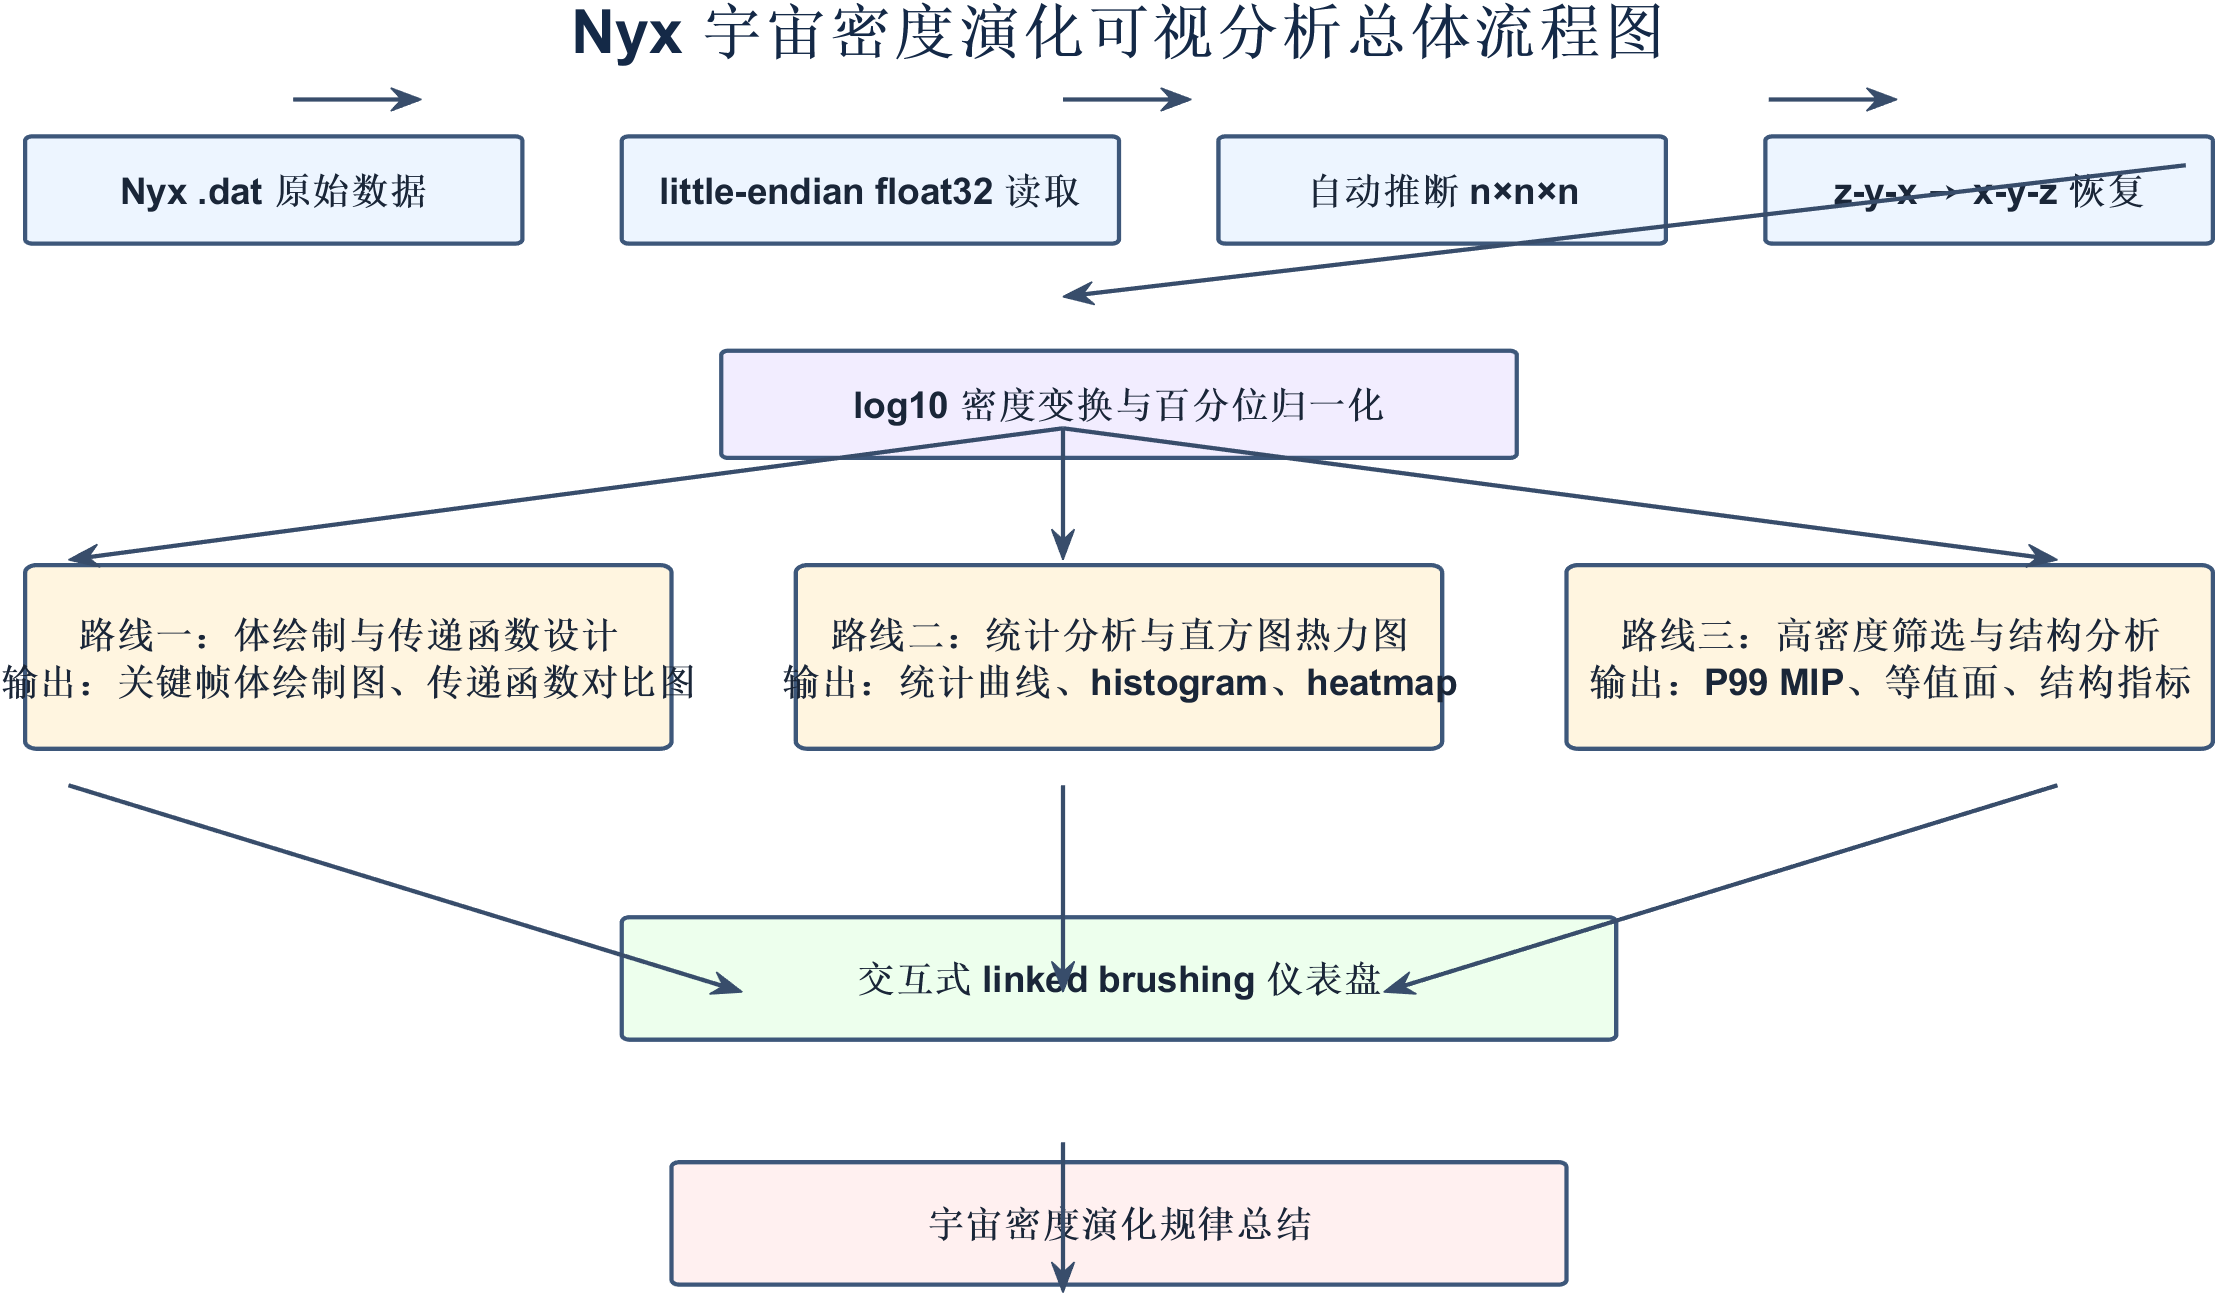 Nyx 宇宙密度演化可视分析总体流程图
Nyx .dat 原始数据
little-endian float32 读取
自动推断 n×n×n
z-y-x → x-y-z 恢复
log10 密度变换与百分位归一化
路线一：体绘制与传递函数设计
输出：关键帧体绘制图、传递函数对比图
路线二：统计分析与直方图热力图
输出：统计曲线、histogram、heatmap
路线三：高密度筛选与结构分析
输出：P99 MIP、等值面、结构指标
交互式 linked brushing 仪表盘
宇宙密度演化规律总结